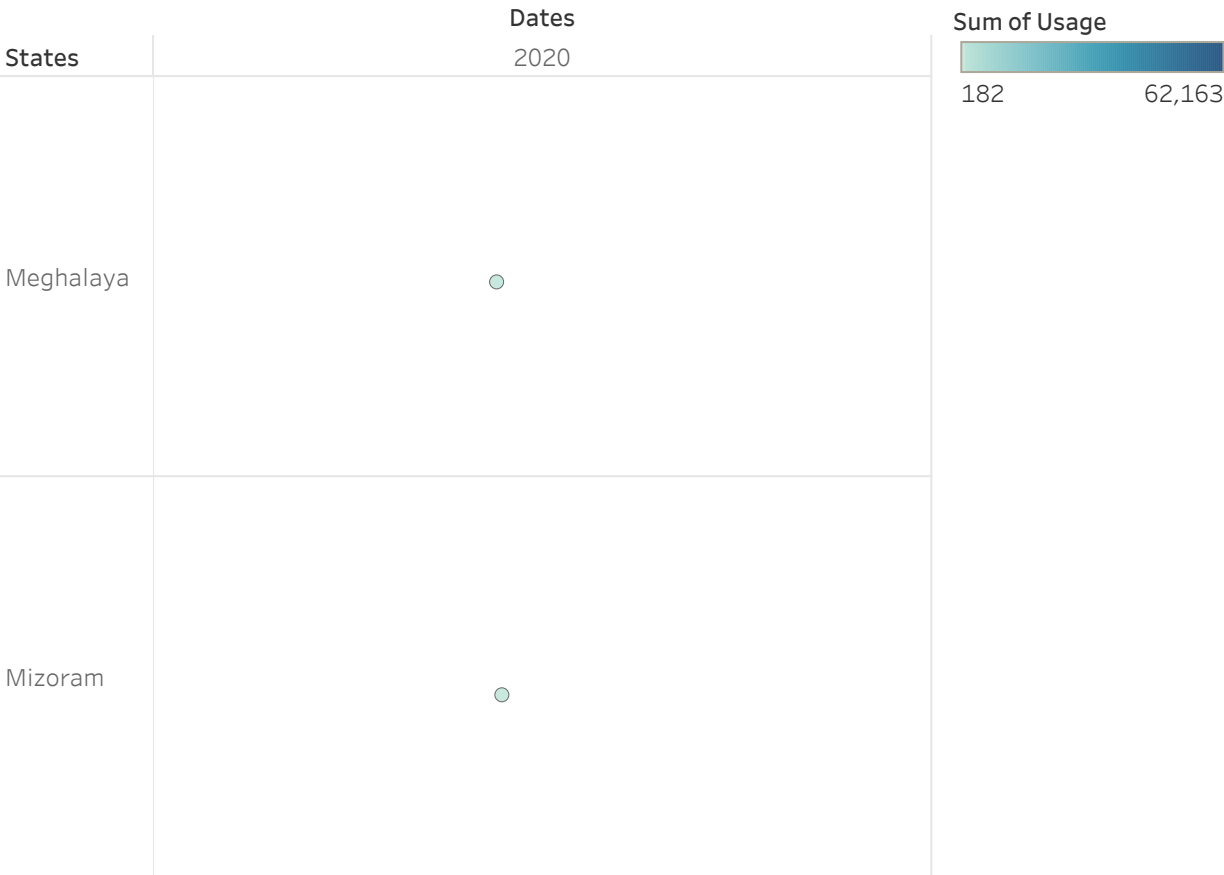 Dates
Sum of Usage
States
2020
182
62,163
Meghalaya
Mizoram